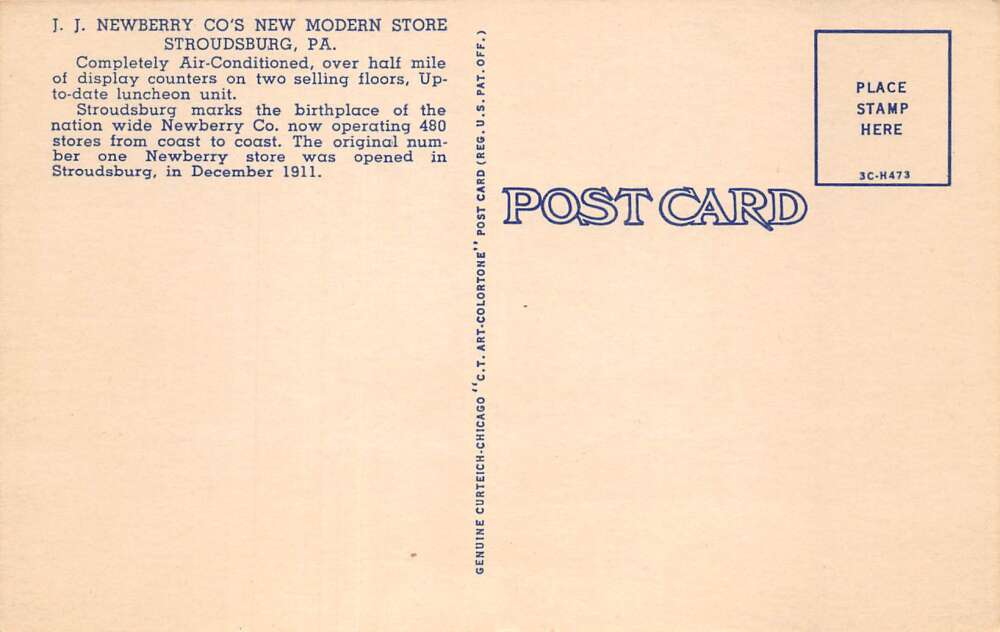 J. J. NEWBERRY CO'S NEW MODERN STORE
STROUDSBURG, PA.
Completely Air-Conditioned, over half mile
of display counters on two selling floors, Up-
to-date luncheon unit.
Stroudsburg marks the birthplace of the
nation wide Newberry Co. now operating 480
stores from coast to coast. The original num-
ber one Newberry store was opened in
Stroudsburg, in December 1911.
GENUINE CURTEICH-CHICAGO "C.T. ART-COLORTONE" POST CARD (REG. U.S. PAT. OFF.)
POST CARD
PLACE
STAMP
HERE
3C-H473